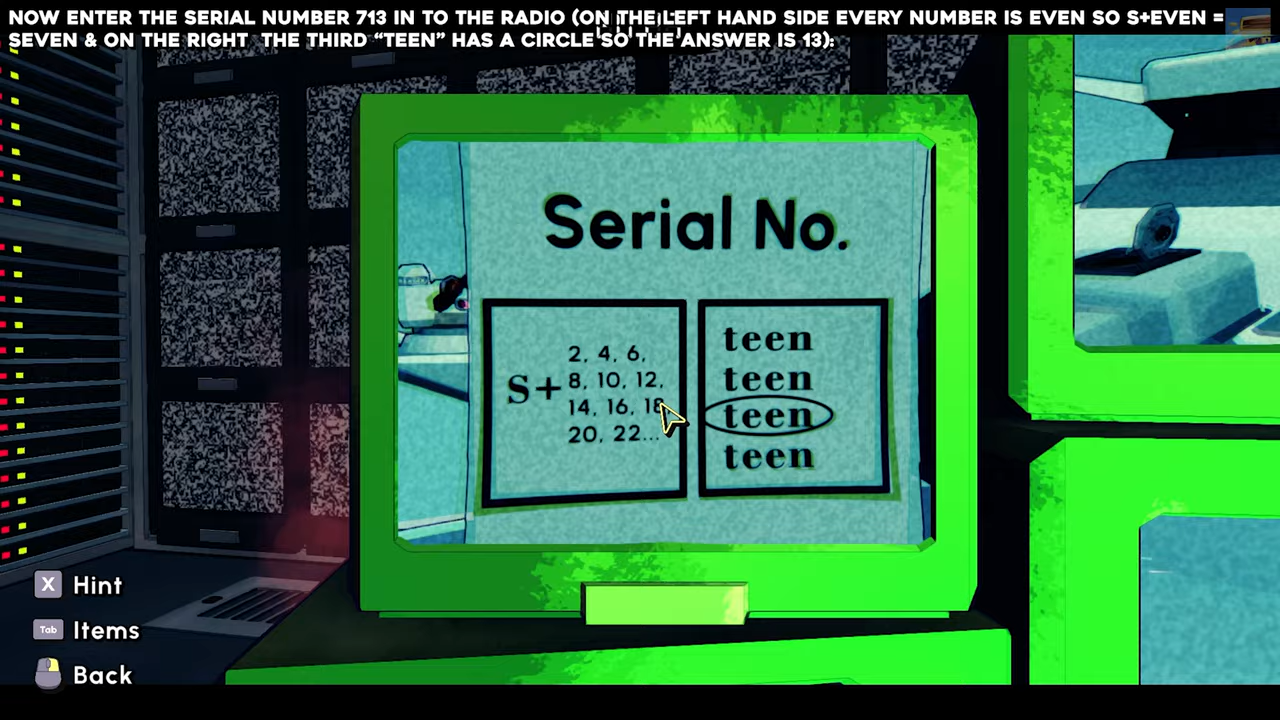 NOW ENTER THE SERIAL NUMBER 713 IN TO THE RADIO (ON THE LEFT HAND SIDE EVERY NUMBER IS EVEN SO S+EVEN =
SEVEN & ON THE RIGHT THE THIRD “TEEN” HAS A CIRCLE SO THE ANSWER IS 13):
Serial No.
2, 4, 6,
S+ 8, 10, 12,
14, 16, 18
20, 22...
teen
teen
teen
teen
X Hint
Tab Items
Back